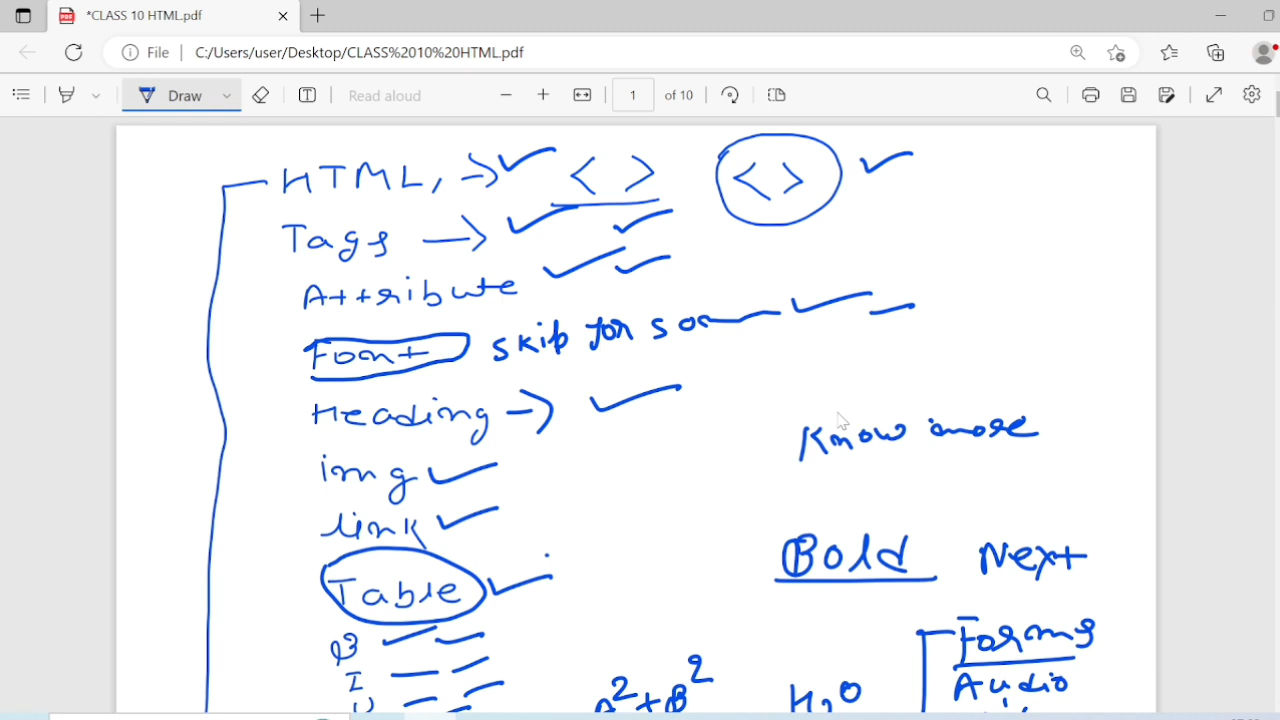 *CLASS 10 HTML.pdf
File
C:/Users/user/Desktop/CLASS%2010%20HTML.pdf
Draw
Read aloud
1 of 10
HTML, → ✓ < > < > ✓
Tags → ✓ ✓
Attribute ✓ ✓
Font skip for ✓
Heading → ✓
img ✓
link ✓
Know more
Table ✓
Bold Next
B ✓
Forms
I
U
A²+B²
H₂O
Audio